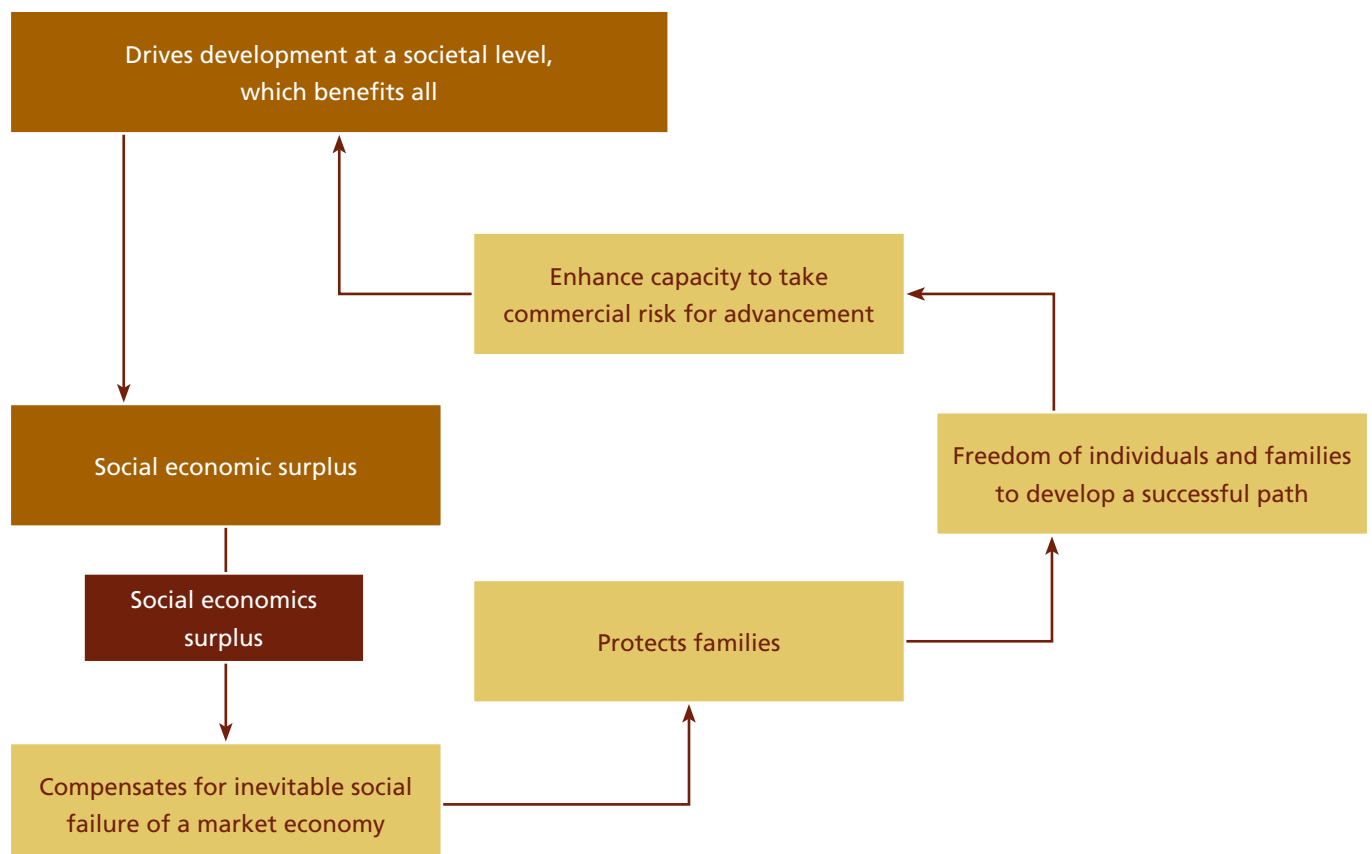 Drives development at a societal level,
which benefits all
Enhance capacity to take
commercial risk for advancement
Social economic surplus
Freedom of individuals and families
to develop a successful path
Social economics
surplus
Protects families
Compensates for inevitable social
failure of a market economy